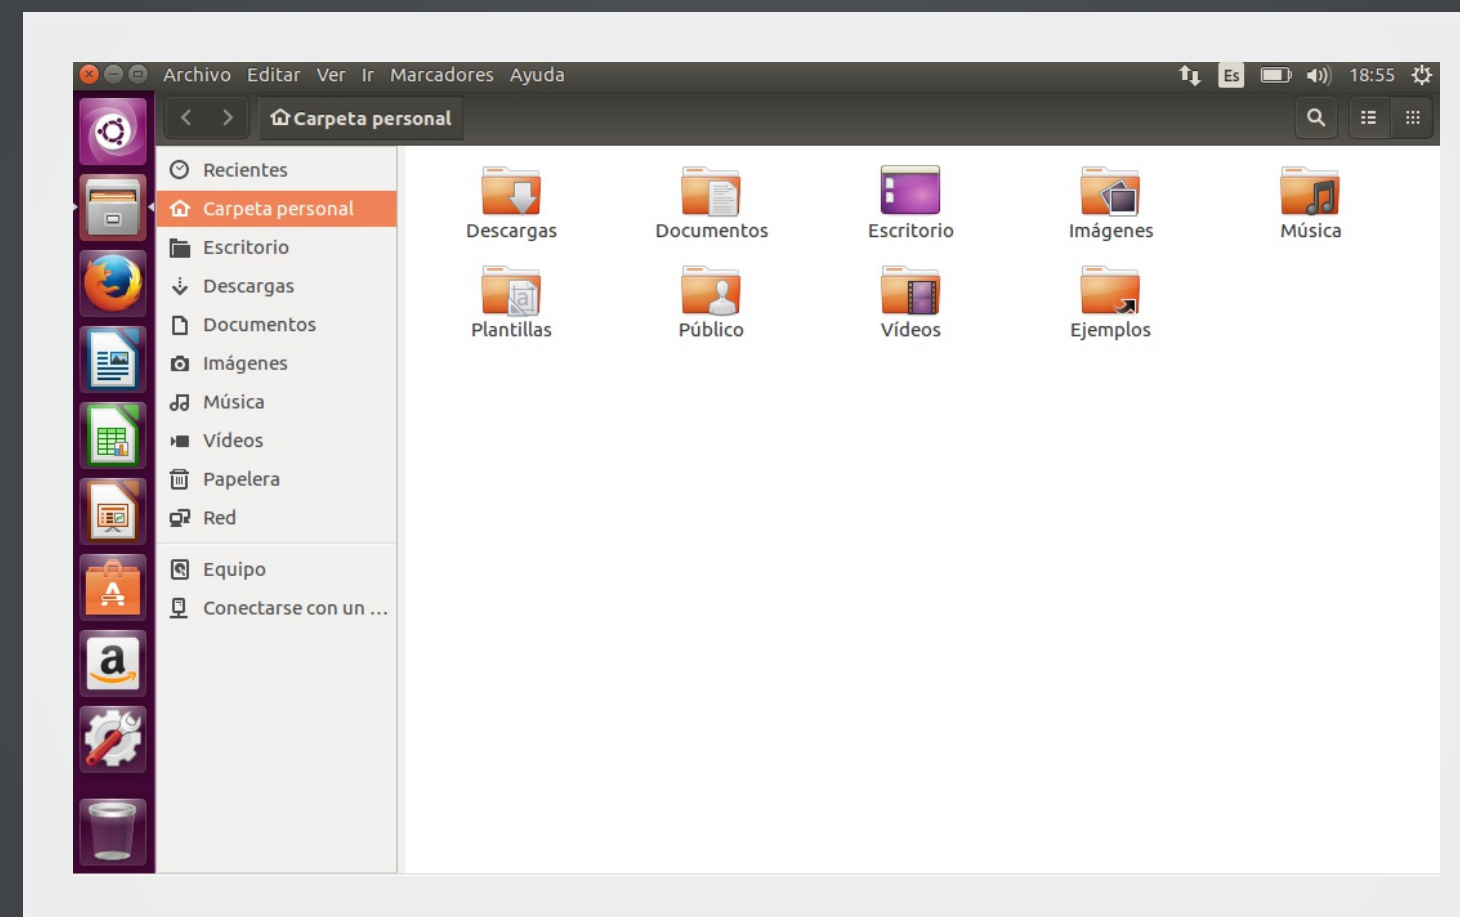 Archivo Editar Ver Ir Marcadores Ayuda
Es 18:55
Carpeta personal
Recientes
Carpeta personal
Escritorio
Descargas
Documentos
Imágenes
Música
Vídeos
Papelera
Red
Equipo
Conectarse con un ...
Descargas Documentos Escritorio Imágenes Música
Plantillas Público Vídeos Ejemplos